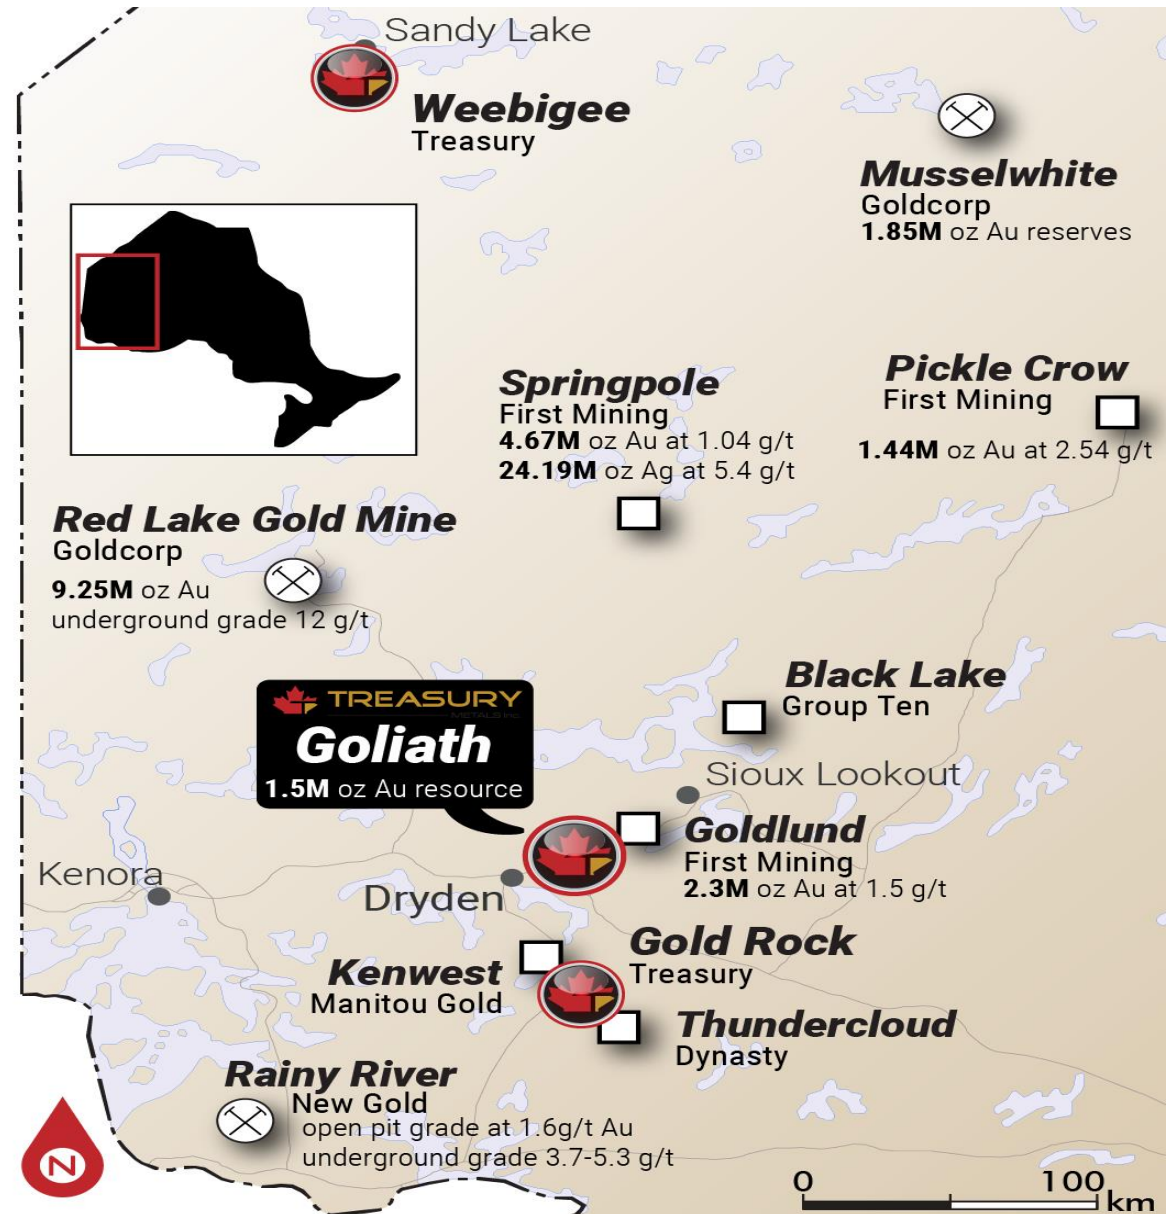 Sandy Lake
Weebigee
Treasury
Musselwhite
Goldcorp
1.85M oz Au reserves
Springpole
First Mining
4.67M oz Au at 1.04 g/t
24.19M oz Ag at 5.4 g/t
Pickle Crow
First Mining
1.44M oz Au at 2.54 g/t
Red Lake Gold Mine
Goldcorp
9.25M oz Au
underground grade 12 g/t
Black Lake
Group Ten
TREASURY
METALS Inc.
Goliath
1.5M oz Au resource
Sioux Lookout
Goldlund
First Mining
2.3M oz Au at 1.5 g/t
Kenora
Dryden
Gold Rock
Treasury
Kenwest
Manitou Gold
Thundercloud
Dynasty
Rainy River
New Gold
open pit grade at 1.6g/t Au
underground grade 3.7-5.3 g/t
N
0 100
km